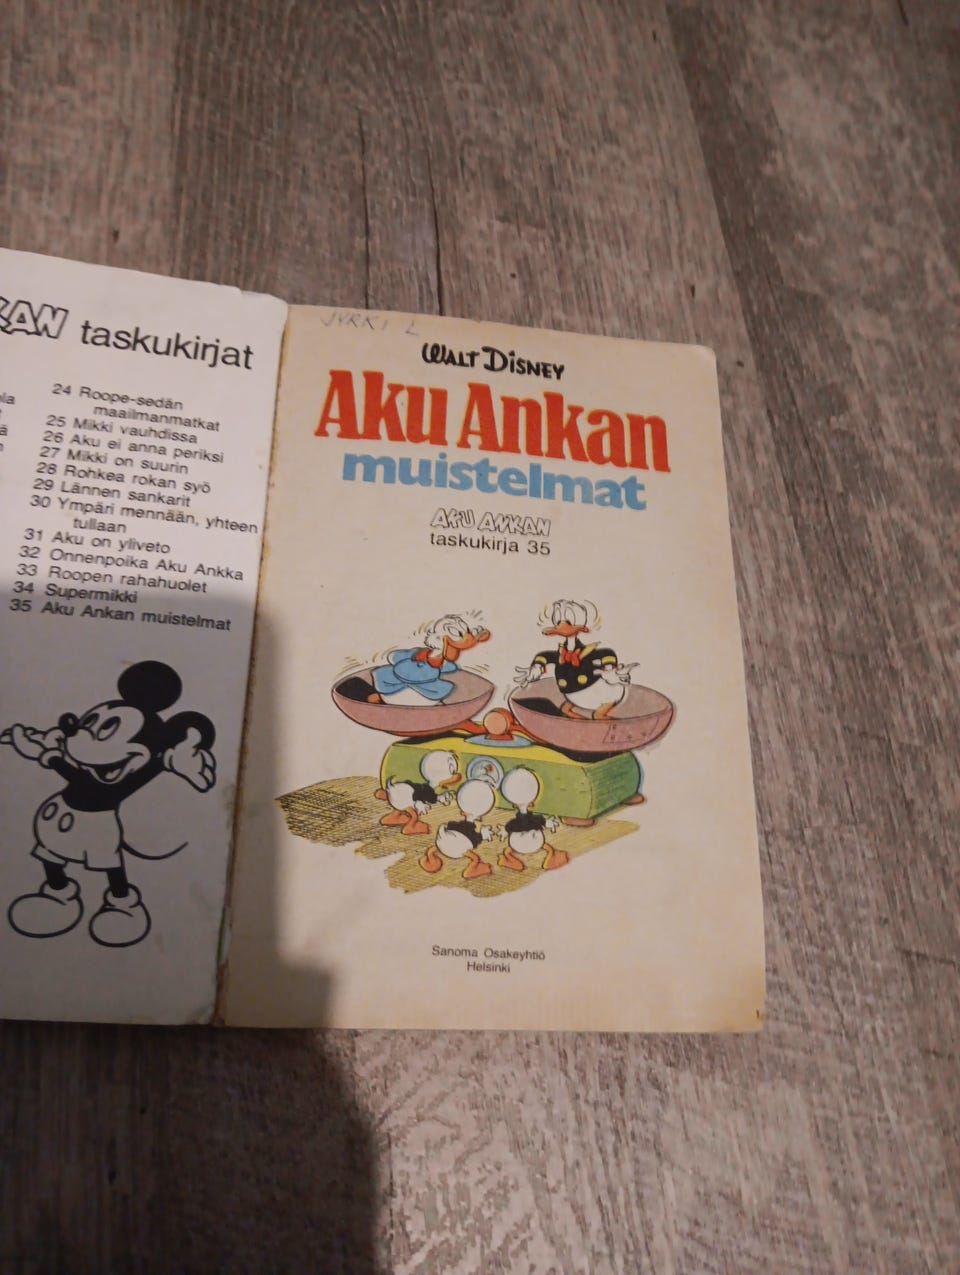 KAN taskukirjat
24 Roope-sedän
maailmanmatkat
25 Mikki vauhdissa
26 Aku ei anna periksi
27 Mikki on suurin
28 Rohkea rokan syö
29 Lännen sankarit
30 Ympäri mennään, yhteen
tullaan
31 Aku on yliveto
32 Onnenpoika Aku Ankka
33 Roopen rahahuolet
34 Supermikki
35 Aku Ankan muistelmat
JYRKI L
WALT DISNEY
Aku Ankan
muistelmat
AKU ANKAN
taskukirja 35
Sanoma Osakeyhtiö
Helsinki